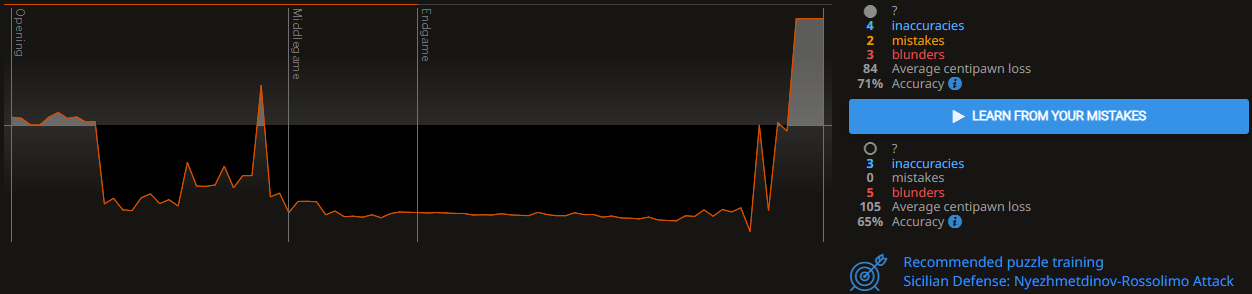 Opening
Middlegame
Endgame
?
4 inaccuracies
2 mistakes
3 blunders
84 Average centipawn loss
71% Accuracy i
LEARN FROM YOUR MISTAKES
?
3 inaccuracies
0 mistakes
5 blunders
105 Average centipawn loss
65% Accuracy i
Recommended puzzle training
Sicilian Defense: Nyezhmetdinov-Rossolimo Attack